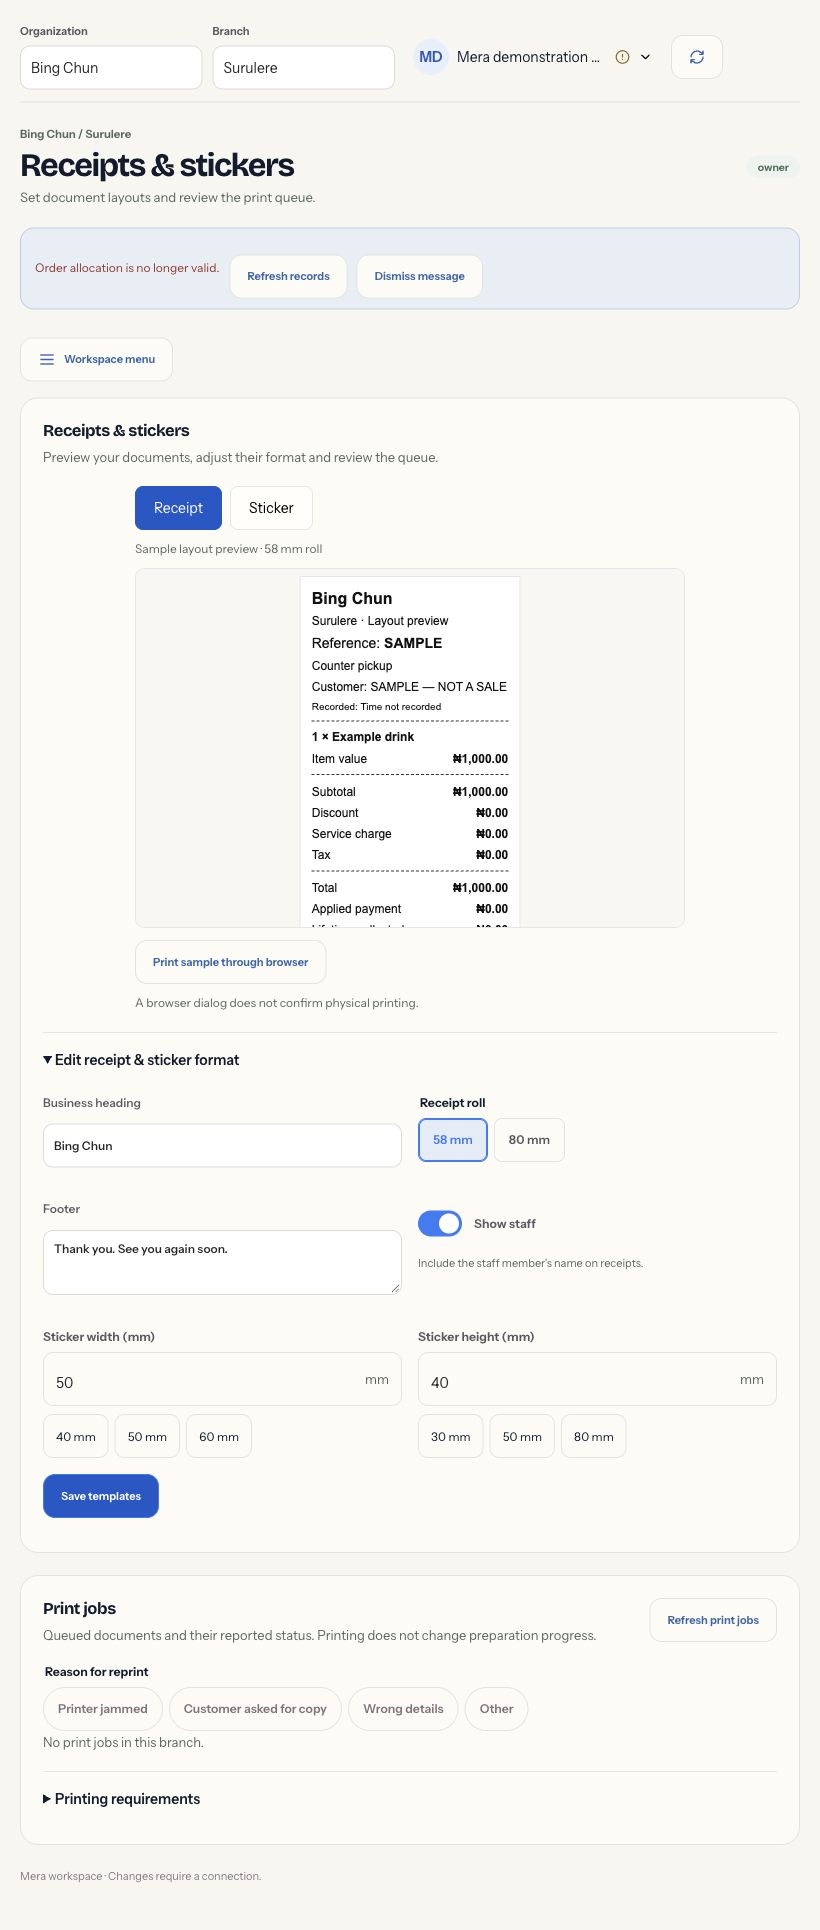 Organization
Branch
Bing Chun
Surulere
MD
Mera demonstration ...
Bing Chun / Surulere
Receipts & stickers
owner
Set document layouts and review the print queue.
Order allocation is no longer valid.
Refresh records
Dismiss message
Workspace menu
Receipts & stickers
Preview your documents, adjust their format and review the queue.
Receipt
Sticker
Sample layout preview · 58 mm roll
Bing Chun
Surulere · Layout preview
Reference: SAMPLE
Counter pickup
Customer: SAMPLE — NOT A SALE
Recorded: Time not recorded
1 × Example drink
Item value ₦1,000.00
Subtotal ₦1,000.00
Discount ₦0.00
Service charge ₦0.00
Tax ₦0.00
Total ₦1,000.00
Applied payment ₦0.00
Print sample through browser
A browser dialog does not confirm physical printing.
▼ Edit receipt & sticker format
Business heading
Receipt roll
Bing Chun
58 mm
80 mm
Footer
Thank you. See you again soon.
Show staff
Include the staff member's name on receipts.
Sticker width (mm)
Sticker height (mm)
50 mm
40 mm
40 mm
50 mm
60 mm
30 mm
50 mm
80 mm
Save templates
Print jobs
Queued documents and their reported status. Printing does not change preparation progress.
Refresh print jobs
Reason for reprint
Printer jammed
Customer asked for copy
Wrong details
Other
No print jobs in this branch.
▶ Printing requirements
Mera workspace · Changes require a connection.